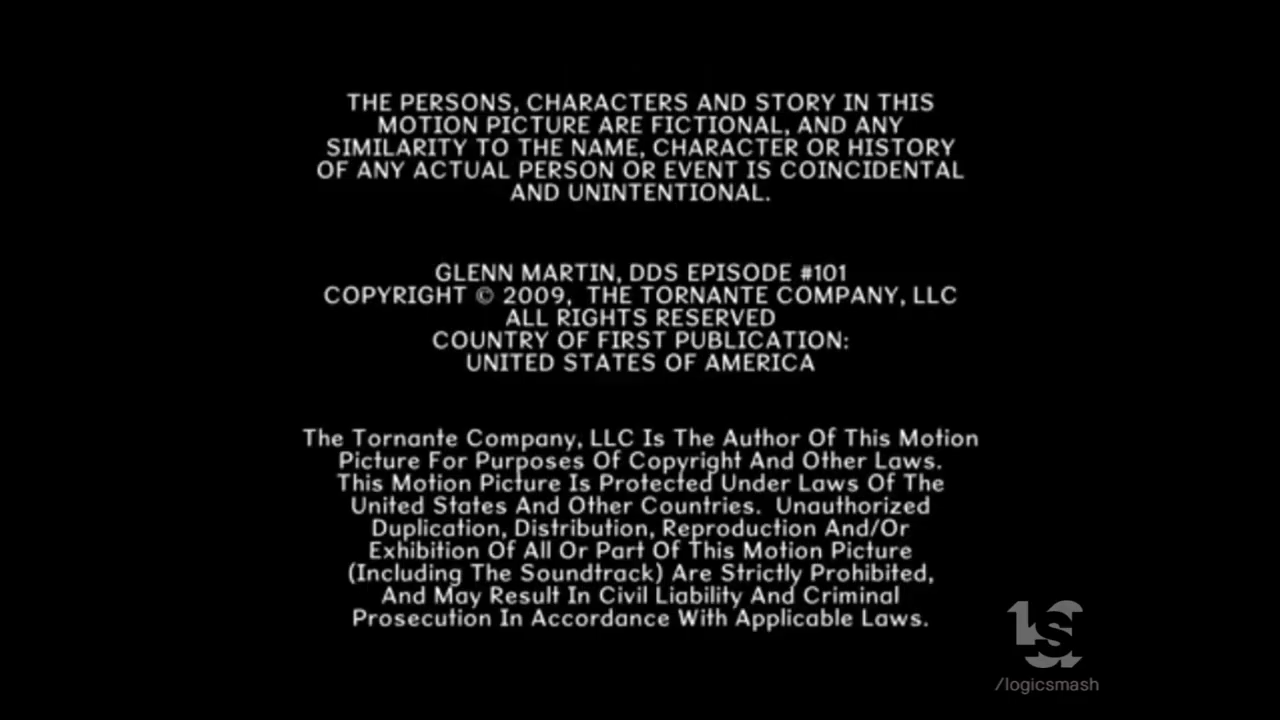 THE PERSONS, CHARACTERS AND STORY IN THIS
MOTION PICTURE ARE FICTIONAL, AND ANY
SIMILARITY TO THE NAME, CHARACTER OR HISTORY
OF ANY ACTUAL PERSON OR EVENT IS COINCIDENTAL
AND UNINTENTIONAL.
GLENN MARTIN, DDS EPISODE #101
COPYRIGHT © 2009, THE TORNANTE COMPANY, LLC
ALL RIGHTS RESERVED
COUNTRY OF FIRST PUBLICATION:
UNITED STATES OF AMERICA
The Tornante Company, LLC Is The Author Of This Motion
Picture For Purposes Of Copyright And Other Laws.
This Motion Picture Is Protected Under Laws Of The
United States And Other Countries. Unauthorized
Duplication, Distribution, Reproduction And/Or
Exhibition Of All Or Part Of This Motion Picture
(Including The Soundtrack) Are Strictly Prohibited,
And May Result In Civil Liability And Criminal
Prosecution In Accordance With Applicable Laws.
LS
/logicsmash